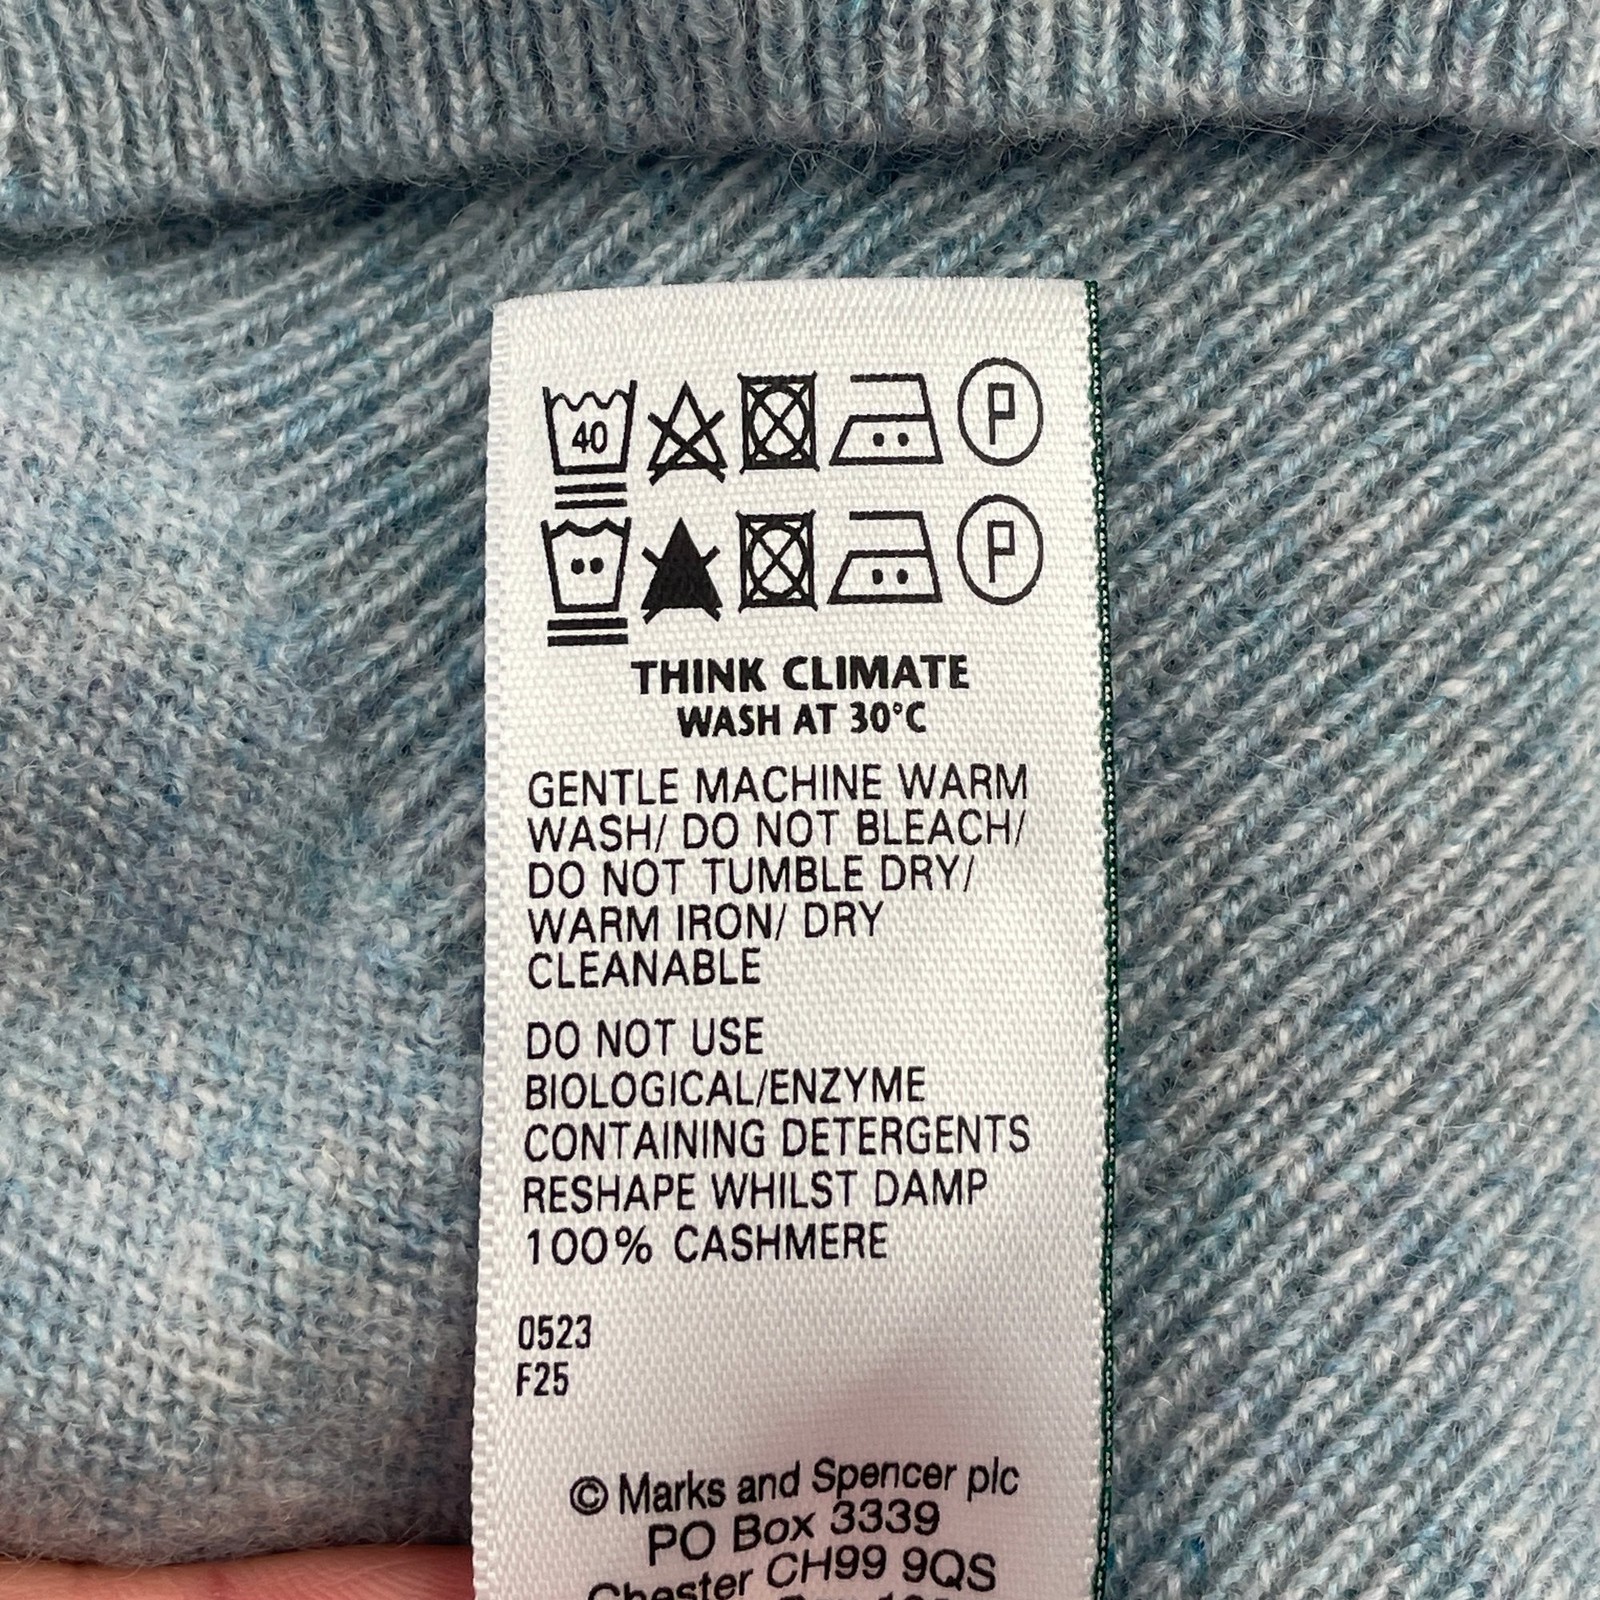 40
P
P
THINK CLIMATE
WASH AT 30°C
GENTLE MACHINE WARM
WASH/ DO NOT BLEACH/
DO NOT TUMBLE DRY/
WARM IRON/ DRY
CLEANABLE
DO NOT USE
BIOLOGICAL/ENZYME
CONTAINING DETERGENTS
RESHAPE WHILST DAMP
100% CASHMERE
0523
F25
© Marks and Spencer plc
PO Box 3339
Chester CH99 9QS